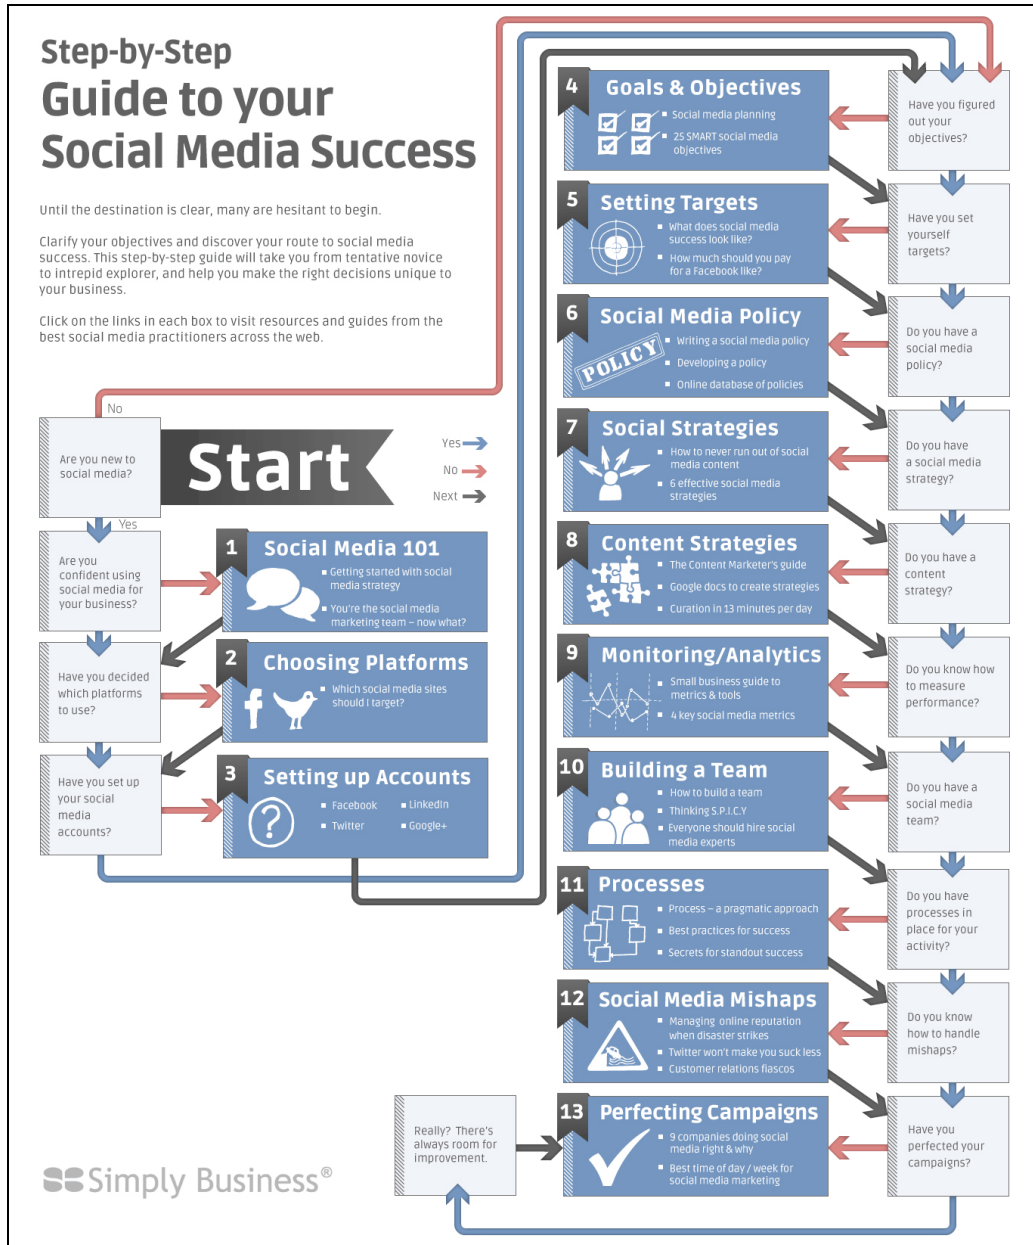 Step-by-Step
Guide to your
Social Media Success
Until the destination is clear, many are hesitant to begin.
Clarify your objectives and discover your route to social media
success. This step-by-step guide will take you from tentative novice
to intrepid explorer, and help you make the right decisions unique to
your business.
Click on the links in each box to visit resources and guides from the
best social media practitioners across the web.
No
Are you new to
social media?
Start
Yes
No
Next
Yes
Are you
confident using
social media for
your business?
1
Social Media 101
Getting started with social
media strategy
You're the social media
marketing team – now what?
Have you decided
which platforms
to use?
2
Choosing Platforms
Which social media sites
should I target?
Have you set up
your social
media
accounts?
3
Setting up Accounts
Facebook
LinkedIn
Twitter
Google+
4
Goals & Objectives
Social media planning
25 SMART social media
objectives
Have you figured
out your
objectives?
5
Setting Targets
What does social media
success look like?
How much should you pay
for a Facebook like?
Have you set
yourself
targets?
6
Social Media Policy
POLICY
Writing a social media policy
Developing a policy
Online database of policies
Do you have a
social media
policy?
7
Social Strategies
How to never run out of social
media content
6 effective social media
strategies
Do you have
a social media
strategy?
8
Content Strategies
The Content Marketer's guide
Google docs to create strategies
Curation in 13 minutes per day
Do you have a
content
strategy?
9
Monitoring/Analytics
Small business guide to
metrics & tools
4 key social media metrics
Do you know how
to measure
performance?
10
Building a Team
How to build a team
Thinking S.P.I.C.Y
Everyone should hire social
media experts
Do you have a
social media
team?
11
Processes
Process – a pragmatic approach
Best practices for success
Secrets for standout success
Do you have
processes in
place for your
activity?
12
Social Media Mishaps
Managing online reputation
when disaster strikes
Twitter won't make you suck less
Customer relations fiascos
Do you know
how to handle
mishaps?
13
Perfecting Campaigns
9 companies doing social
media right & why
Best time of day / week for
social media marketing
Have you
perfected your
campaigns?
Really? There's
always room for
improvement.
Simply Business®